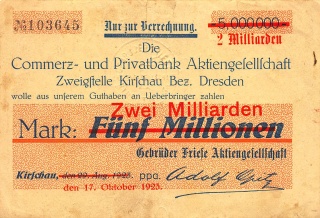 №103645
Nur zur Verrechnung.
5,000,000
2 Milliarden
Die
Commerz- und Privatbank Aktiengesellschaft
Zweigstelle Kirschau Bez. Dresden
wolle aus unserem Guthaben an Ueberbringer zahlen
Zwei Milliarden
Mark: Fünf Millionen
Gebrüder Friese Aktiengesellschaft
Kirschau, den 22. Aug. 1923. ppa.
den 17. Oktober 1923.